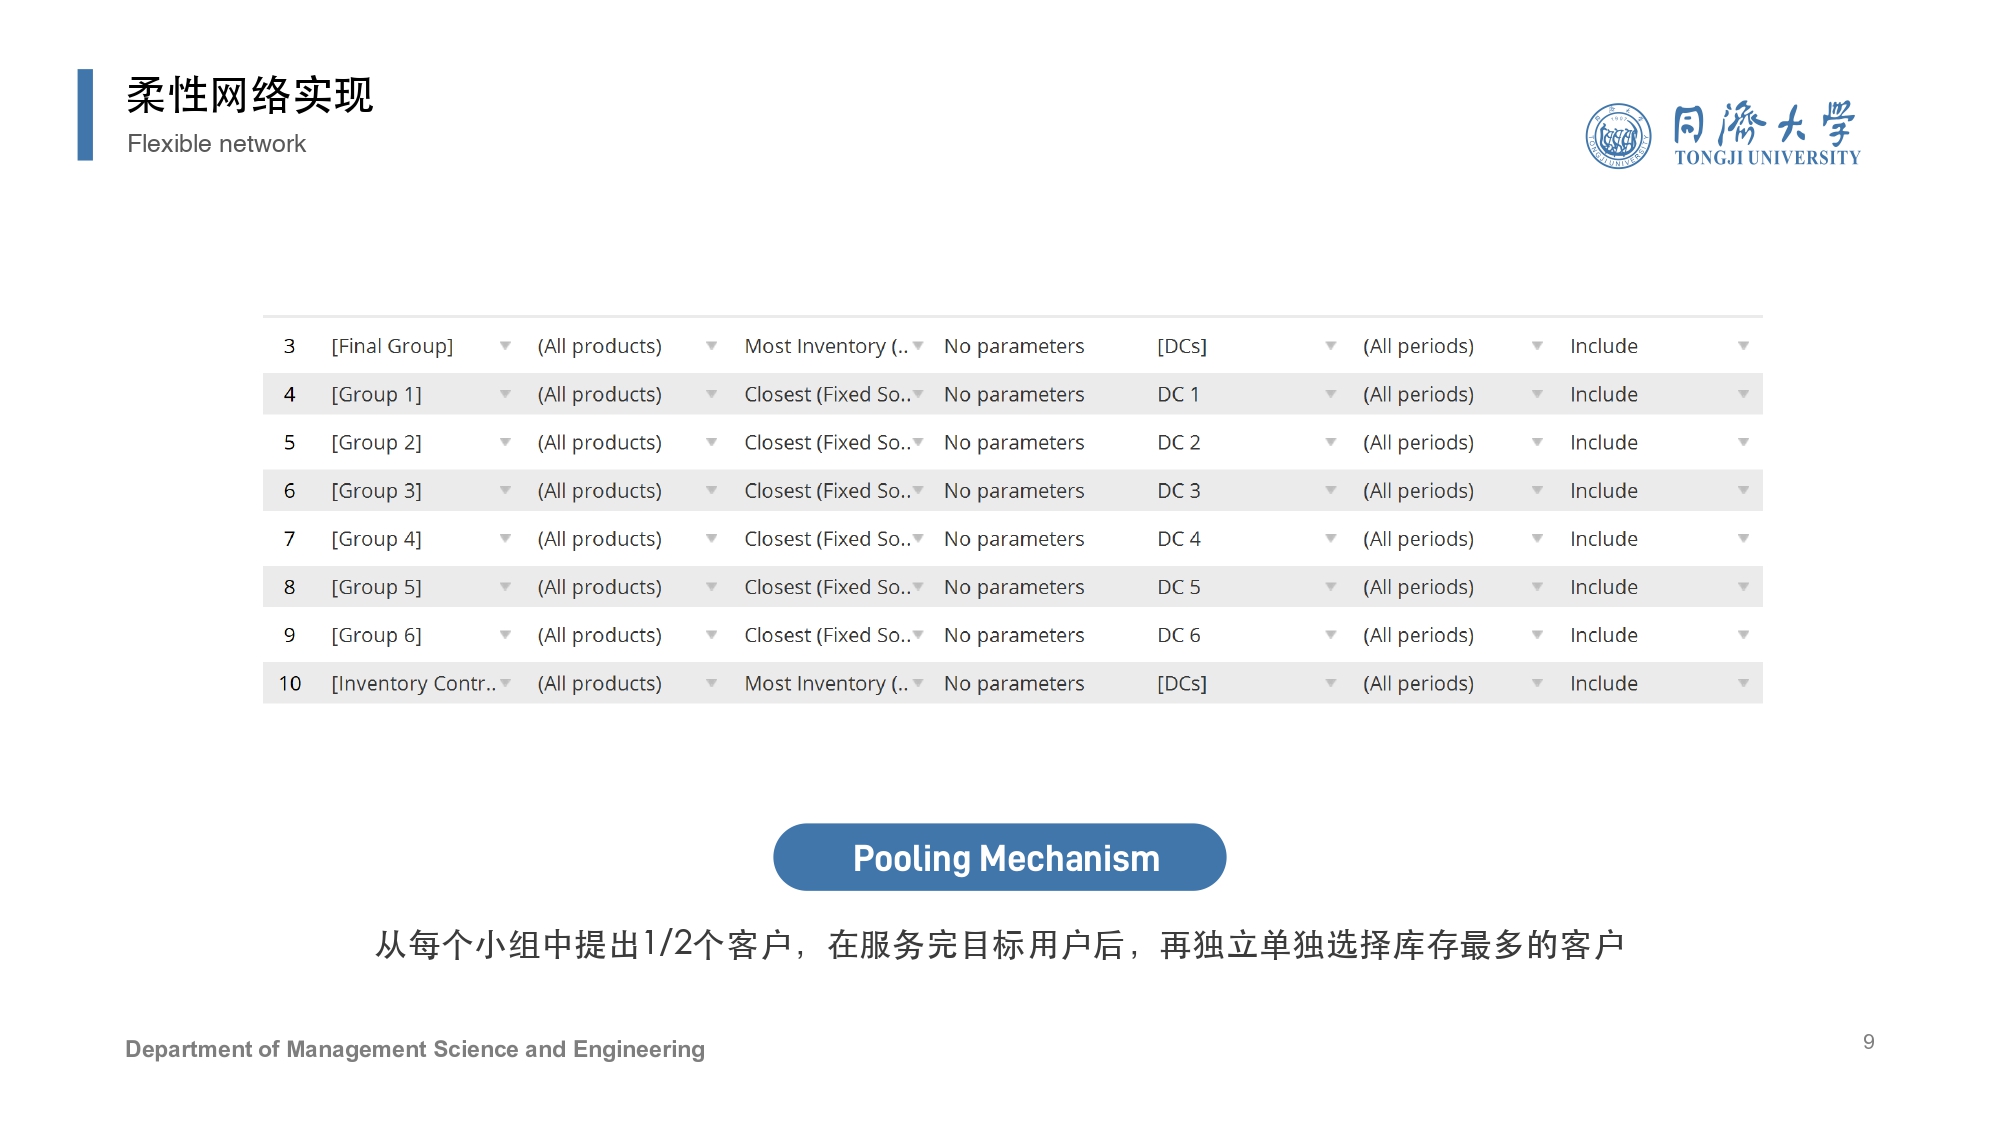 柔性网络实现
Flexible network
同濟大学
TONGJI UNIVERSITY
3 [Final Group] (All products) Most Inventory (.. No parameters [DCs] (All periods) Include
4 [Group 1] (All products) Closest (Fixed So.. No parameters DC 1 (All periods) Include
5 [Group 2] (All products) Closest (Fixed So.. No parameters DC 2 (All periods) Include
6 [Group 3] (All products) Closest (Fixed So.. No parameters DC 3 (All periods) Include
7 [Group 4] (All products) Closest (Fixed So.. No parameters DC 4 (All periods) Include
8 [Group 5] (All products) Closest (Fixed So.. No parameters DC 5 (All periods) Include
9 [Group 6] (All products) Closest (Fixed So.. No parameters DC 6 (All periods) Include
10 [Inventory Contr.. (All products) Most Inventory (.. No parameters [DCs] (All periods) Include
Pooling Mechanism
从每个小组中提出1/2个客户，在服务完目标用户后，再独立单独选择库存最多的客户
Department of Management Science and Engineering
9